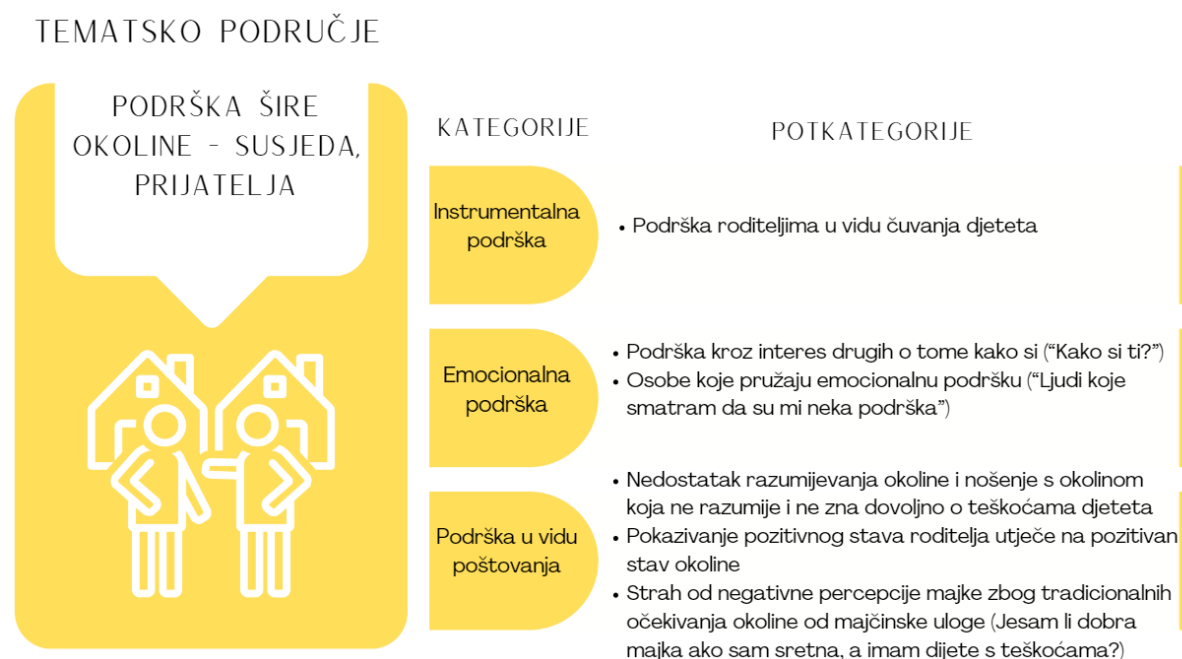 TEMATSKO PODRUČJE
PODRŠKA ŠIRE
OKOLINE - SUSJEDA,
PRIJATELJA
KATEGORIJE
POTKATEGORIJE
Instrumentalna
podrška
• Podrška roditeljima u vidu čuvanja djeteta
Emocionalna
podrška
• Podrška kroz interes drugih o tome kako si (“Kako si ti?”)
• Osobe koje pružaju emocionalnu podršku (“Ljudi koje
smatram da su mi neka podrška”)
Podrška u vidu
poštovanja
• Nedostatak razumijevanja okoline i nošenje s okolinom
koja ne razumije i ne zna dovoljno o teškoćama djeteta
• Pokazivanje pozitivnog stava roditelja utječe na pozitivan
stav okoline
• Strah od negativne percepcije majke zbog tradicionalnih
očekivanja okoline od majčinske uloge (Jesam li dobra
majka ako sam sretna, a imam dijete s teškoćama?)